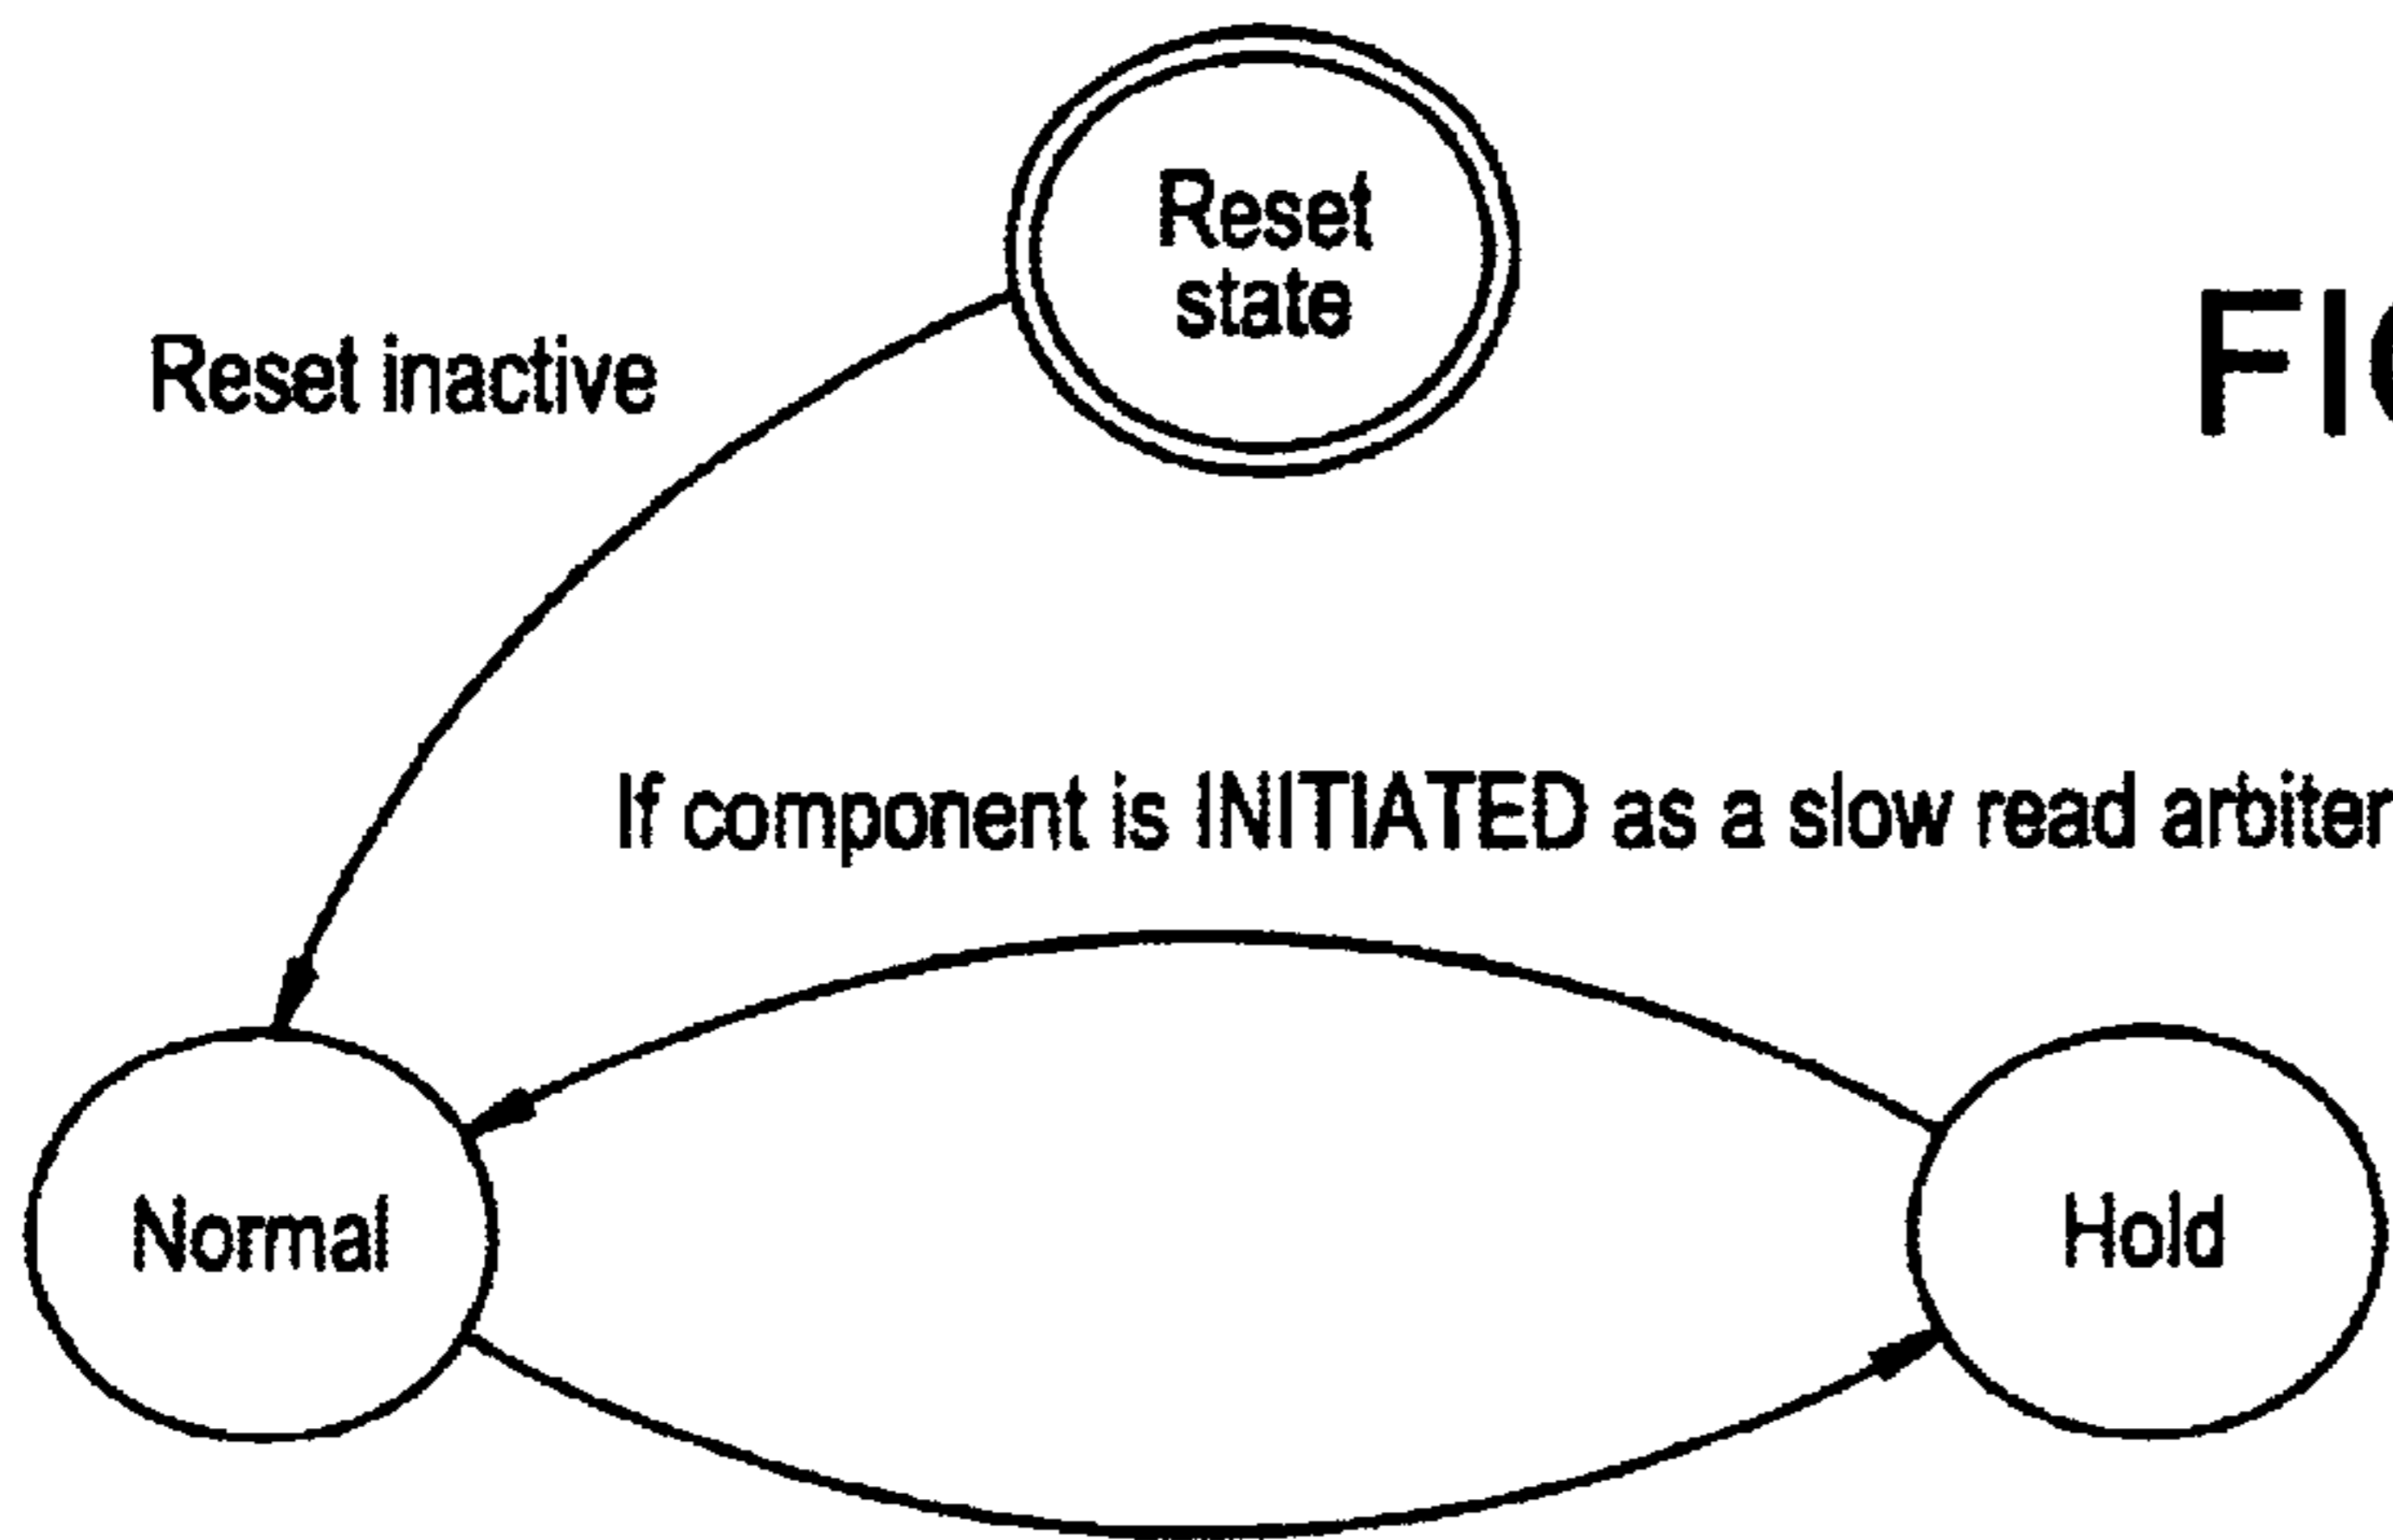 Reset
state
Reset inactive
If component is INITIATED as a slow read arbiter
Normal
Hold